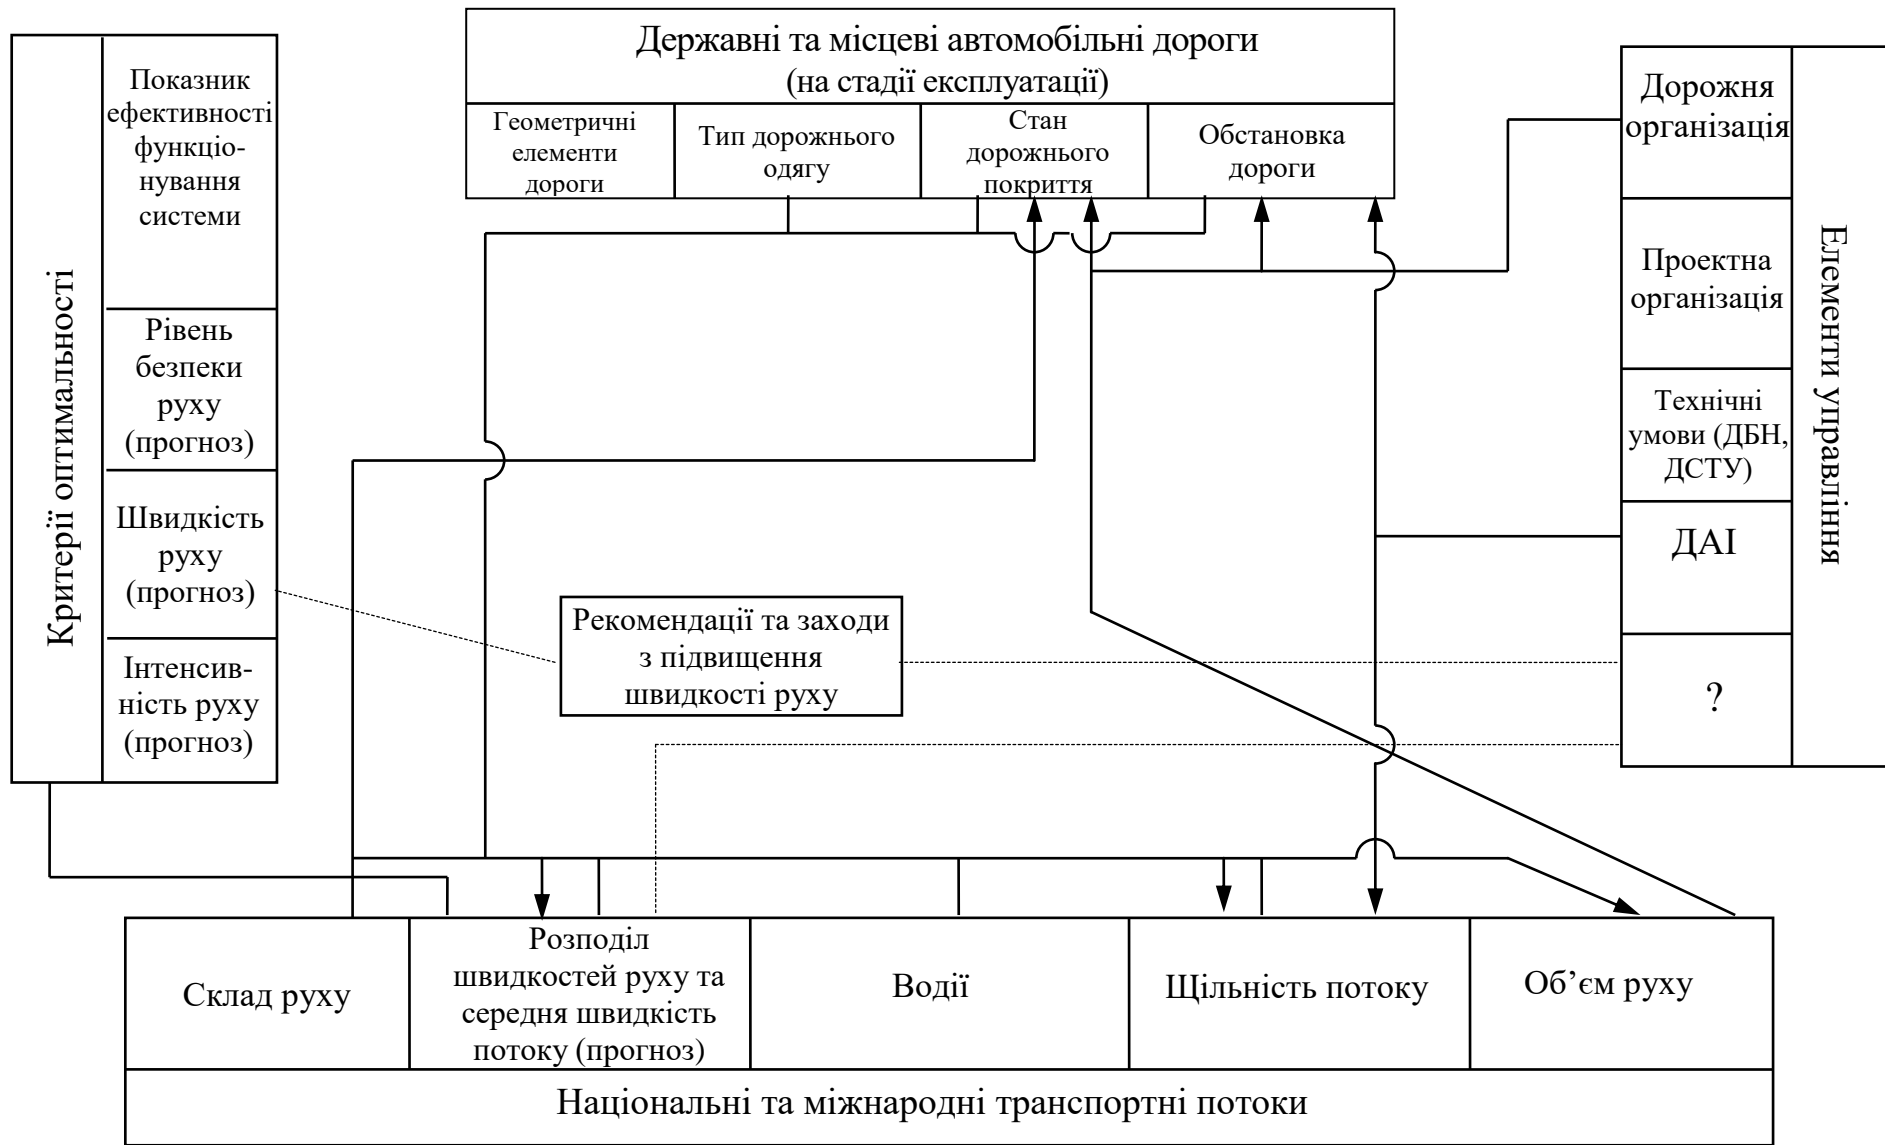 Державні та місцеві автомобільні дороги
(на стадії експлуатації)
Геометричні
елементи
дороги
Тип дорожнього
одягу
Стан
дорожнього
покриття
Обстановка
дороги
Критерії оптимальності
Показник
ефективності
функціо-
нування
системи
Рівень
безпеки
руху
(прогноз)
Швидкість
руху
(прогноз)
Інтенсив-
ність руху
(прогноз)
Рекомендації та заходи
з підвищення
швидкості руху
Дорожня
організація
Проектна
організація
Технічні
умови (ДБН,
ДСТУ)
ДАІ
?
Елементи управління
Склад руху
Розподіл
швидкостей руху та
середня швидкість
потоку (прогноз)
Водії
Щільність потоку
Об’єм руху
Національні та міжнародні транспортні потоки